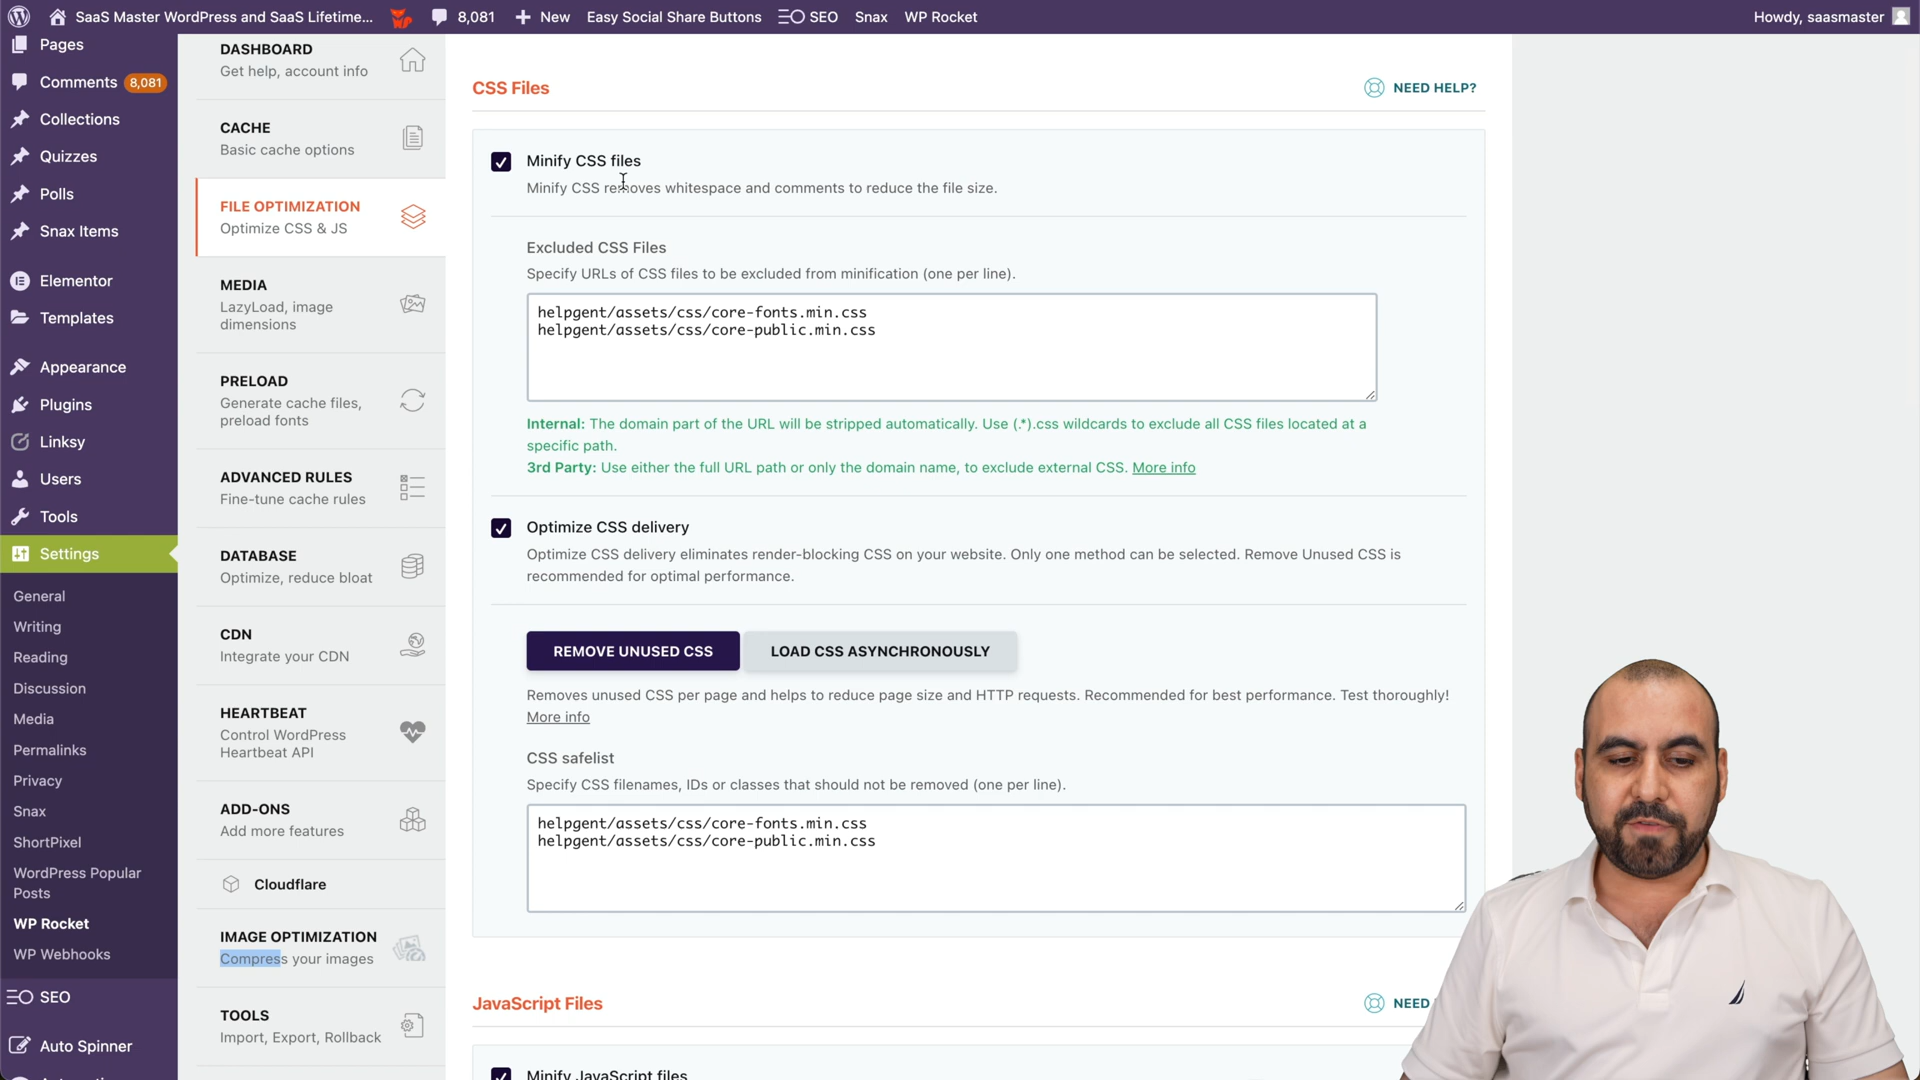 SaaS Master WordPress and SaaS Lifetime...
8,081
New
Easy Social Share Buttons
SEO
Snax
WP Rocket
Howdy, saasmaster
Pages
Comments 8,081
Collections
Quizzes
Polls
Snax Items
Elementor
Templates
Appearance
Plugins
Linksy
Users
Tools
Settings
General
Writing
Reading
Discussion
Media
Permalinks
Privacy
Snax
ShortPixel
WordPress Popular
Posts
WP Rocket
WP Webhooks
SEO
Auto Spinner
DASHBOARD
Get help, account info
CACHE
Basic cache options
FILE OPTIMIZATION
Optimize CSS & JS
MEDIA
LazyLoad, image
dimensions
PRELOAD
Generate cache files,
preload fonts
ADVANCED RULES
Fine-tune cache rules
DATABASE
Optimize, reduce bloat
CDN
Integrate your CDN
HEARTBEAT
Control WordPress
Heartbeat API
ADD-ONS
Add more features
Cloudflare
IMAGE OPTIMIZATION
Compress your images
TOOLS
Import, Export, Rollback
CSS Files
NEED HELP?
Minify CSS files
Minify CSS removes whitespace and comments to reduce the file size.
Excluded CSS Files
Specify URLs of CSS files to be excluded from minification (one per line).
helpgent/assets/css/core-fonts.min.css
helpgent/assets/css/core-public.min.css
Internal: The domain part of the URL will be stripped automatically. Use (.*).css wildcards to exclude all CSS files located at a
specific path.
3rd Party: Use either the full URL path or only the domain name, to exclude external CSS. More info
Optimize CSS delivery
Optimize CSS delivery eliminates render-blocking CSS on your website. Only one method can be selected. Remove Unused CSS is
recommended for optimal performance.
REMOVE UNUSED CSS
LOAD CSS ASYNCHRONOUSLY
Removes unused CSS per page and helps to reduce page size and HTTP requests. Recommended for best performance. Test thoroughly!
More info
CSS safelist
Specify CSS filenames, IDs or classes that should not be removed (one per line).
helpgent/assets/css/core-fonts.min.css
helpgent/assets/css/core-public.min.css
JavaScript Files
NEED
Minify JavaScript files